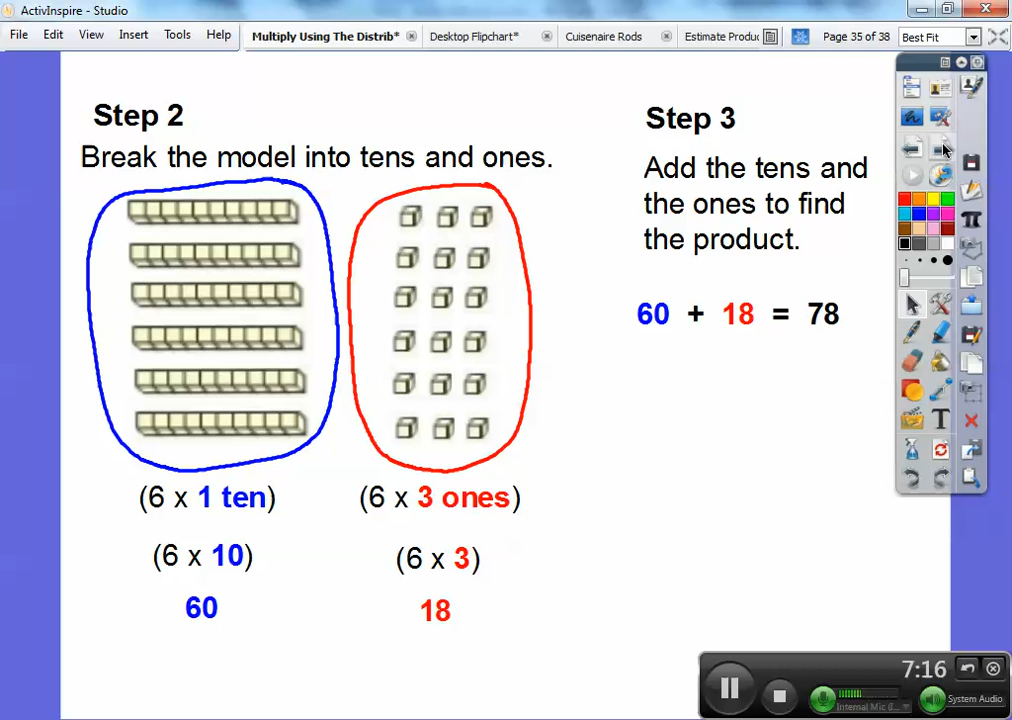 ActivInspire - Studio
File Edit View Insert Tools Help
Multiply Using The Distrib* Desktop Flipchart* Cuisenaire Rods Estimate Produc Page 35 of 38 Best Fit
Step 2
Break the model into tens and ones.
(6 x 1 ten) (6 x 3 ones)
(6 x 10) (6 x 3)
60 18
Step 3
Add the tens and
the ones to find
the product.
60 + 18 = 78
T
7:16
Internal Mic (I... System Audio